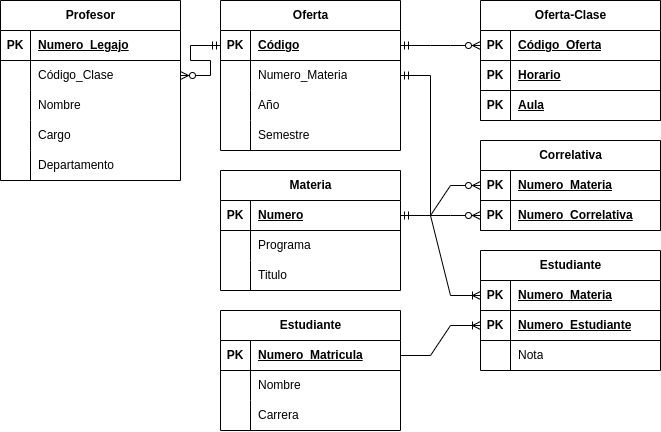 Profesor
PK Numero_Legajo
Código_Clase
Nombre
Cargo
Departamento
Oferta
PK Código
Numero_Materia
Año
Semestre
Oferta-Clase
PK Código_Oferta
PK Horario
PK Aula
Materia
PK Numero
Programa
Titulo
Correlativa
PK Numero_Materia
PK Numero_Correlativa
Estudiante
PK Numero_Matricula
Nombre
Carrera
Estudiante
PK Numero_Materia
PK Numero_Estudiante
Nota